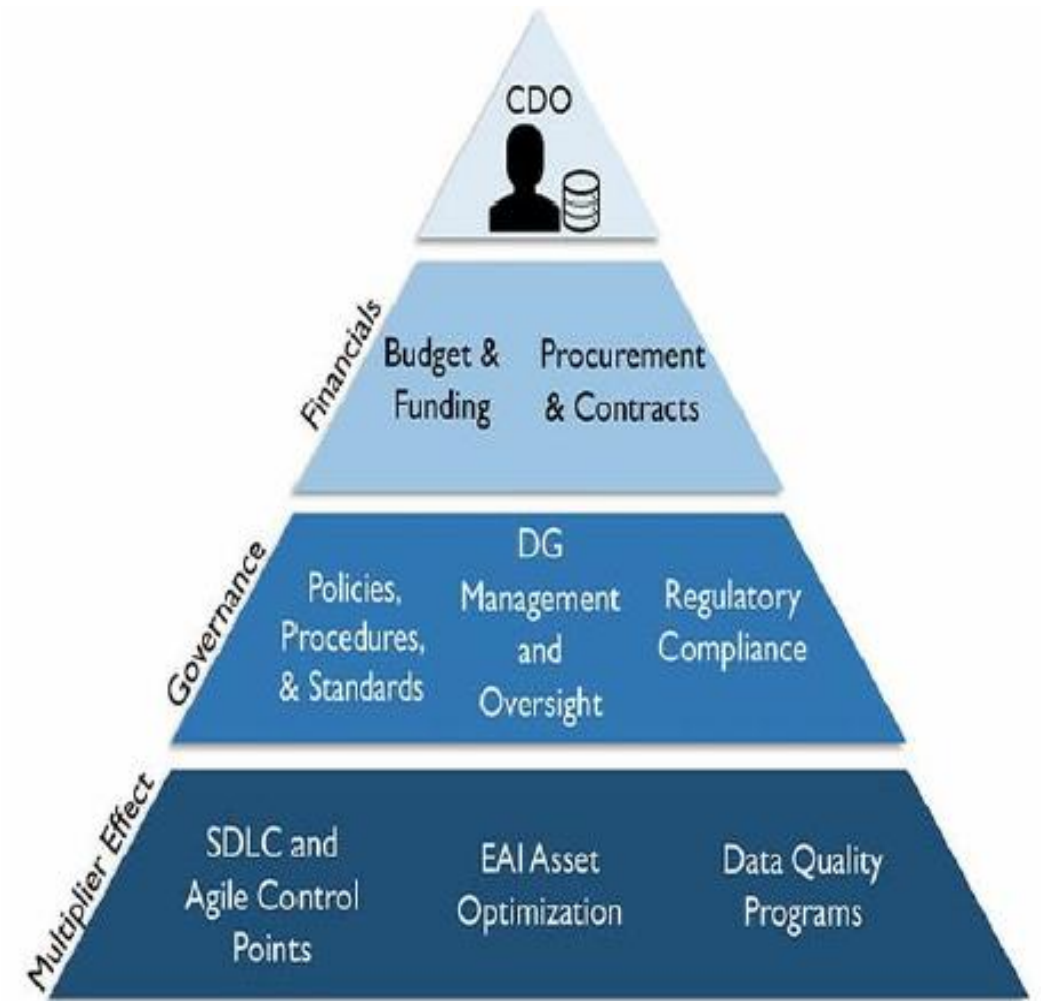 CDO
Financials
Budget &
Funding
Procurement
& Contracts
Governance
Policies,
Procedures,
& Standards
DG
Management
and
Oversight
Regulatory
Compliance
Multiplier Effect
SDLC and
Agile Control
Points
EAI Asset
Optimization
Data Quality
Programs